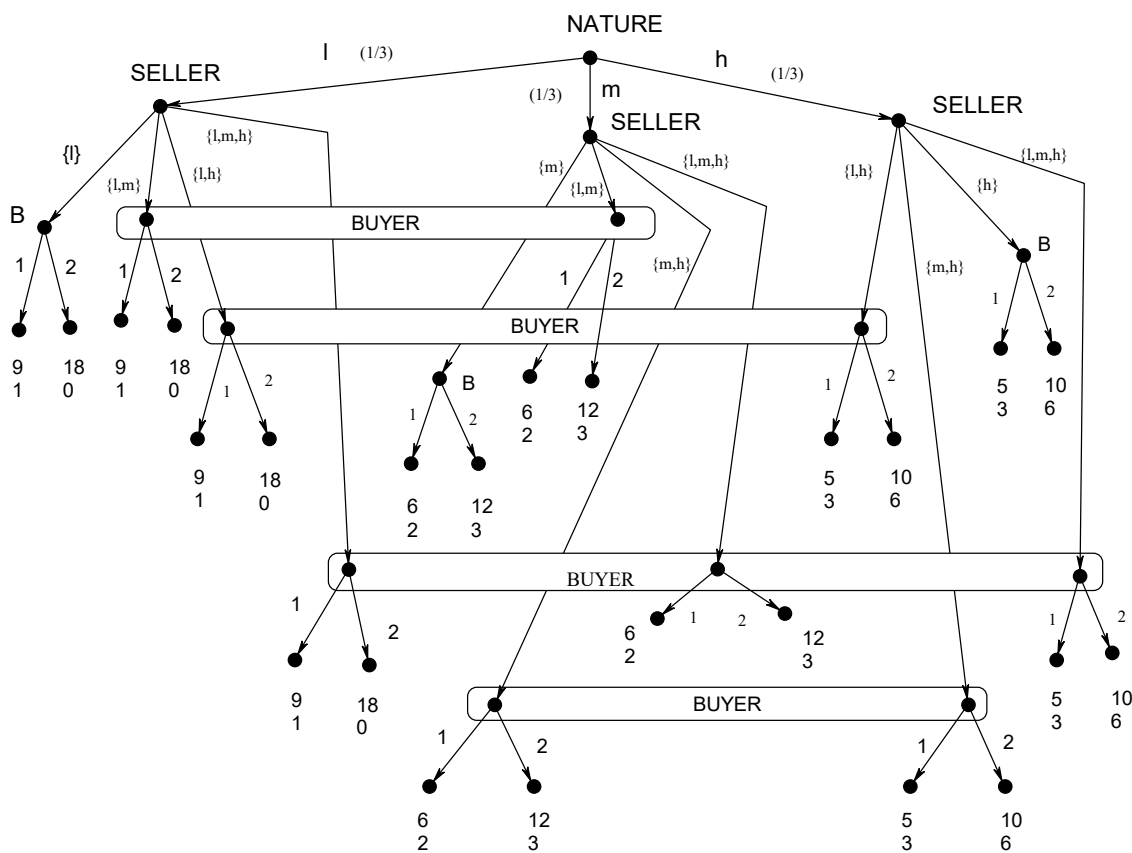 NATURE
l (1/3) h
(1/3)
SELLER
(1/3) m
SELLER
SELLER
{l,m,h}
{l} {m} {l,m,h} {l,h} {l,m,h}
{l,m} {l,h} {l,m} {h}
B BUYER B
{m,h} {m,h}
1 2 1 2 1 2
1 2
BUYER
9 18 9 18
1 0 1 0
1 2 B 6 12 1 2 5 10
2 3 3 6
1 2
9 18 5 10
1 0 3 6
6 12
2 3
BUYER
1 2 1 2 1 2
6 12
2 3
9 18 5 10
1 0 3 6
BUYER
1 2 1 2
6 12 5 10
2 3 3 6